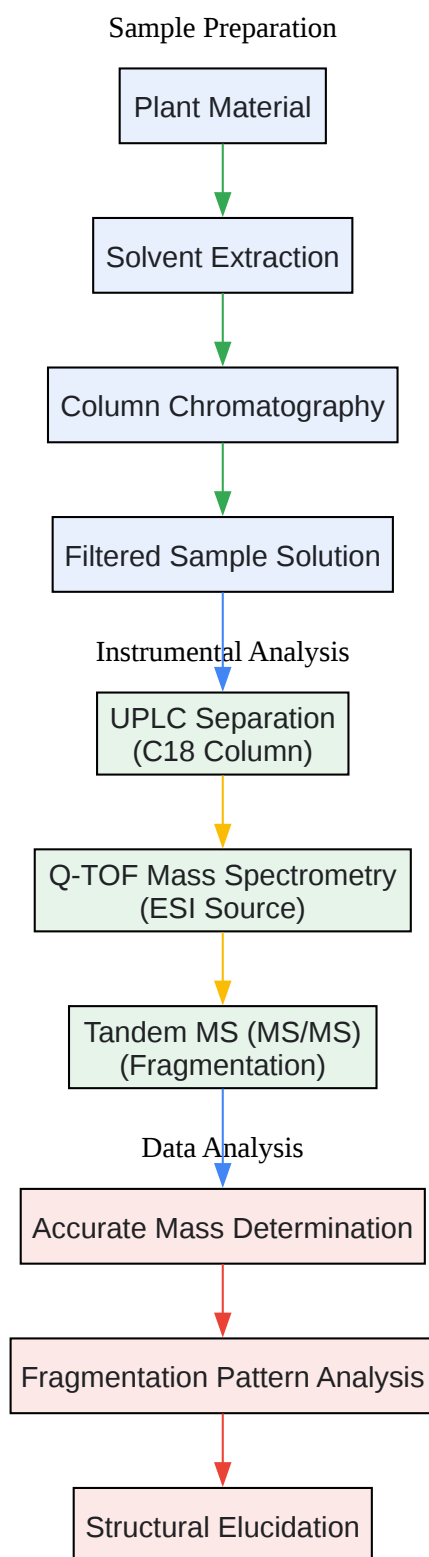 Sample Preparation
Plant Material
Solvent Extraction
Column Chromatography
Filtered Sample Solution
Instrumental Analysis
UPLC Separation
(C18 Column)
Q-TOF Mass Spectrometry
(ESI Source)
Tandem MS (MS/MS)
(Fragmentation)
Data Analysis
Accurate Mass Determination
Fragmentation Pattern Analysis
Structural Elucidation